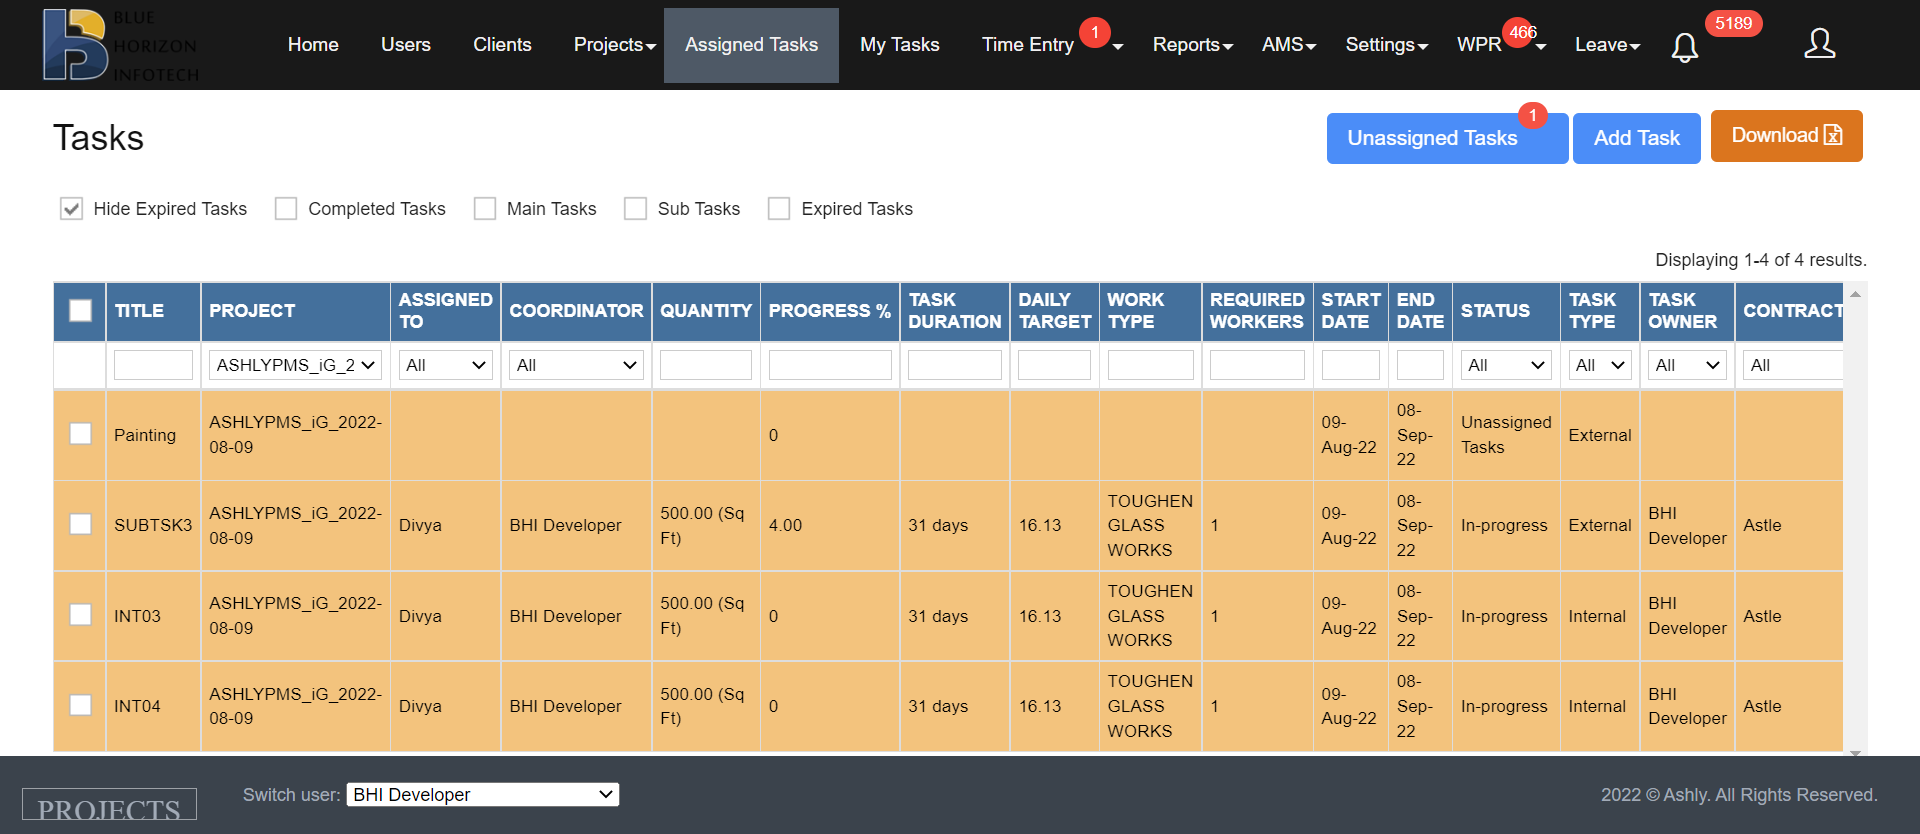 BLUE
HORIZON
INFOTECH
Home Users Clients Projects Assigned Tasks My Tasks Time Entry 1 Reports AMS Settings WPR 466 Leave 5189
Tasks
Unassigned Tasks 1 Add Task Download
Hide Expired Tasks Completed Tasks Main Tasks Sub Tasks Expired Tasks
Displaying 1-4 of 4 results.
TITLE PROJECT ASSIGNED TO COORDINATOR QUANTITY PROGRESS % TASK DURATION DAILY TARGET WORK TYPE REQUIRED WORKERS START DATE END DATE STATUS TASK TYPE TASK OWNER CONTRACT
ASHLYPMS_iG_2 All All All All All All
Painting ASHLYPMS_iG_2022-08-09 0 09-Aug-22 08-Sep-22 Unassigned Tasks External
SUBTSK3 ASHLYPMS_iG_2022-08-09 Divya BHI Developer 500.00 (Sq Ft) 4.00 31 days 16.13 TOUGHEN GLASS WORKS 1 09-Aug-22 08-Sep-22 In-progress External BHI Developer Astle
INT03 ASHLYPMS_iG_2022-08-09 Divya BHI Developer 500.00 (Sq Ft) 0 31 days 16.13 TOUGHEN GLASS WORKS 1 09-Aug-22 08-Sep-22 In-progress Internal BHI Developer Astle
INT04 ASHLYPMS_iG_2022-08-09 Divya BHI Developer 500.00 (Sq Ft) 0 31 days 16.13 TOUGHEN GLASS WORKS 1 09-Aug-22 08-Sep-22 In-progress Internal BHI Developer Astle
PROJECTS Switch user: BHI Developer 2022 © Ashly. All Rights Reserved.